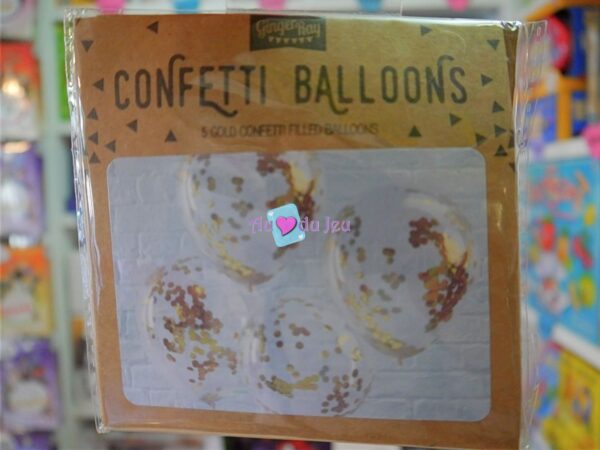 Ginger Ray
CONFETTI BALLOONS
5 GOLD CONFETTI FILLED BALLOONS
Au du Jeu